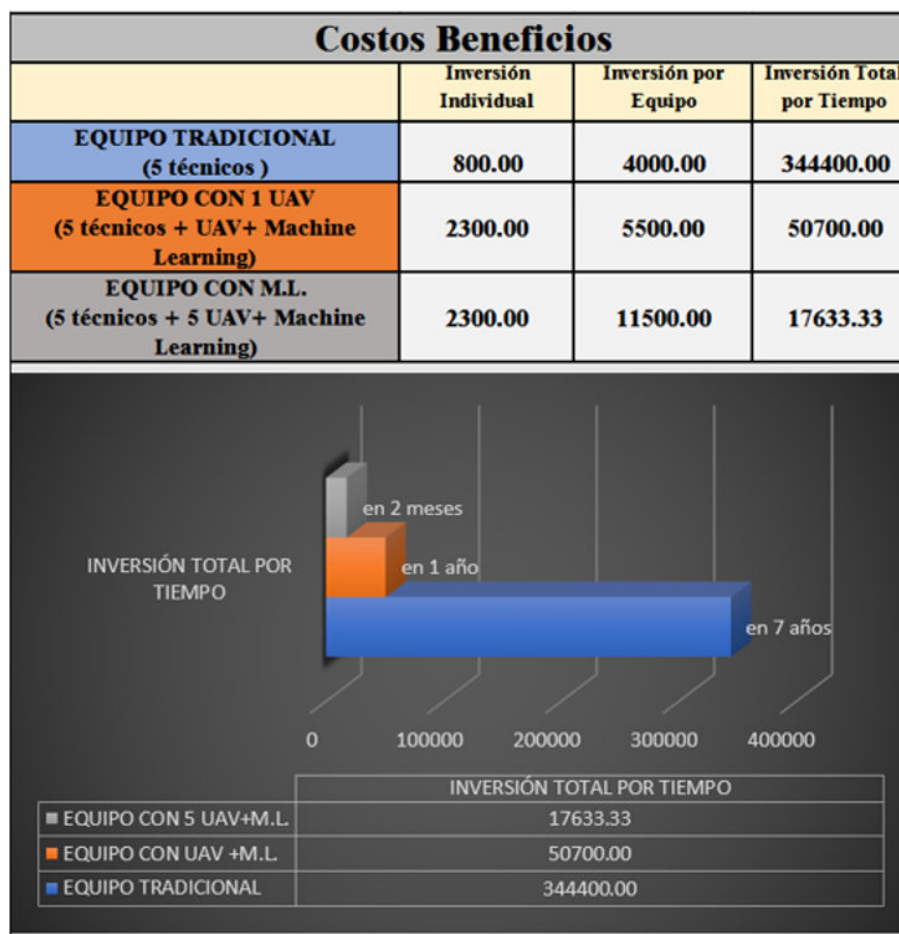 Costos Beneficios
Inversión Individual
Inversión por Equipo
Inversión Total por Tiempo
EQUIPO TRADICIONAL
(5 técnicos )
800.00
4000.00
344400.00
EQUIPO CON 1 UAV
(5 técnicos + UAV+ Machine
Learning)
2300.00
5500.00
50700.00
EQUIPO CON M.L.
(5 técnicos + 5 UAV+ Machine
Learning)
2300.00
11500.00
17633.33
en 2 meses
INVERSIÓN TOTAL POR
TIEMPO
en 1 año
en 7 años
0 100000 200000 300000 400000
INVERSIÓN TOTAL POR TIEMPO
EQUIPO CON 5 UAV+M.L. 17633.33
EQUIPO CON UAV +M.L. 50700.00
EQUIPO TRADICIONAL 344400.00